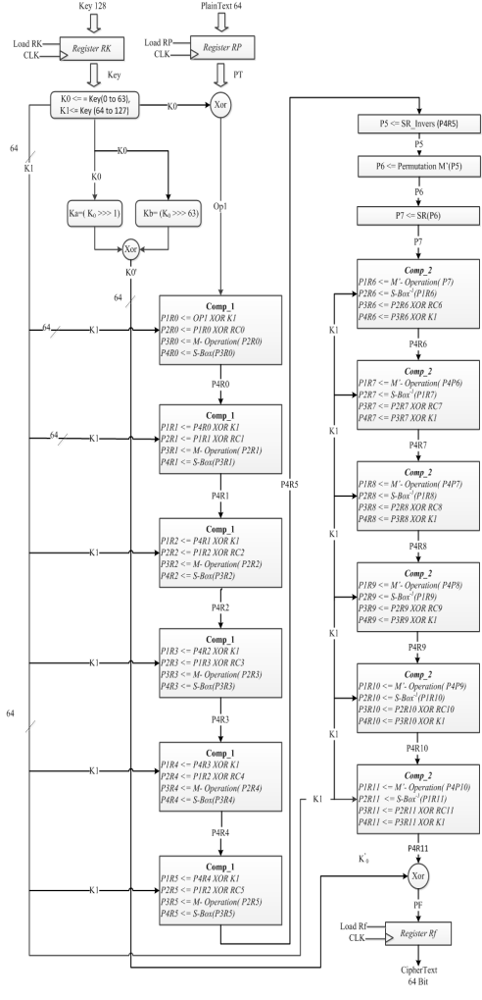 Key 128
PlainText 64
Load RK
CLK
Register RK
Load RP
CLK
Register RP
Key
PT
K0 <= = Key(0 to 63),
K1<= Key (64 to 127)
K0
Xor
64
K1
K0
K0
Ka=( K0 >>> 1)
Kb= ( K0 >>> 63)
Op1
Xor
K0'
64
Comp_1
P1R0 <= OP1 XOR K1
P2R0 <= P1R0 XOR RC0
P3R0 <= M- Operation( P2R0)
P4R0 <= S-Box(P3R0)
64
K1
P4R0
Comp_1
P1R1 <= P4R0 XOR K1
P2R1 <= P1R1 XOR RC1
P3R1 <= M- Operation( P2R1)
P4R1 <= S-Box(P3R1)
64
K1
P4R1
Comp_1
P1R2 <= P4R1 XOR K1
P2R2 <= P1R2 XOR RC2
P3R2 <= M- Operation( P2R2)
P4R2 <= S-Box(P3R2)
K1
P4R2
Comp_1
P1R3 <= P4R2 XOR K1
P2R3 <= P1R3 XOR RC3
P3R3 <= M- Operation( P2R3)
P4R3 <= S-Box(P3R3)
K1
P4R3
64
Comp_1
P1R4 <= P4R3 XOR K1
P2R4 <= P1R2 XOR RC4
P3R4 <= M- Operation( P2R4)
P4R4 <= S-Box(P3R4)
K1
P4R4
Comp_1
P1R5 <= P4R4 XOR K1
P2R5 <= P1R2 XOR RC5
P3R5 <= M- Operation( P2R5)
P4R5 <= S-Box(P3R5)
K1
P4R5
P5 <= SR_Invers (P4R5)
P5
P6 <= Permutation M'(P5)
P6
P7 <= SR(P6)
P7
Comp_2
P1R6 <= M'- Operation( P7)
P2R6 <= S-Box-1(P1R6)
P3R6 <= P2R6 XOR RC6
P4R6 <= P3R6 XOR K1
K1
P4R6
Comp_2
P1R7 <= M'- Operation( P4P6)
P2R7 <= S-Box-1(P1R7)
P3R7 <= P2R7 XOR RC7
P4R7 <= P3R7 XOR K1
K1
P4R7
Comp_2
P1R8 <= M'- Operation( P4P7)
P2R8 <= S-Box-1(P1R8)
P3R8 <= P2R8 XOR RC8
P4R8 <= P3R8 XOR K1
K1
P4R8
Comp_2
P1R9 <= M'- Operation( P4P8)
P2R9 <= S-Box-1(P1R9)
P3R9 <= P2R9 XOR RC9
P4R9 <= P3R9 XOR K1
K1
P4R9
Comp_2
P1R10 <= M'- Operation( P4P9)
P2R10 <= S-Box-1(P1R10)
P3R10 <= P2R10 XOR RC10
P4R10 <= P3R10 XOR K1
K1
P4R10
Comp_2
P1R11 <= M'- Operation( P4P10)
P2R11 <= S-Box-1(P1R11)
P3R11 <= P2R11 XOR RC11
P4R11 <= P3R11 XOR K1
K1
P4R11
K'0
Xor
PF
Load Rf
CLK
Register Rf
CipherText
64 Bit